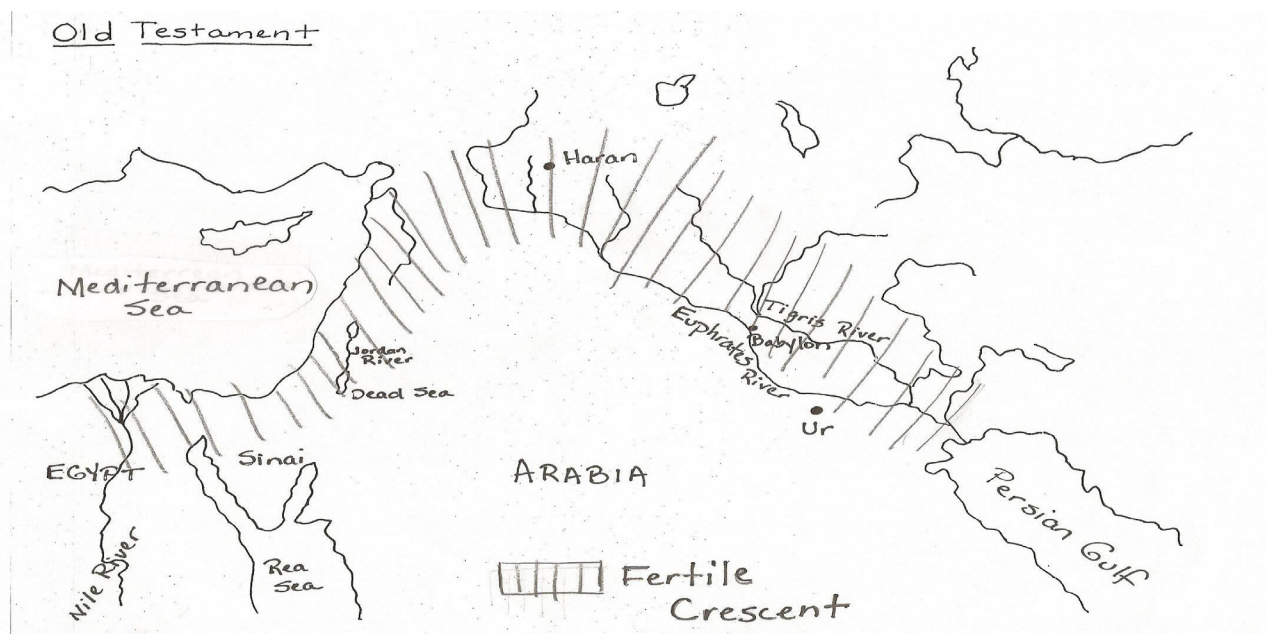 Old Testament
Haran
Mediterranean
Sea
Tigris River
Babylon
Euphrates
River
Jordan
River
Dead Sea
Ur
EGYPT
Sinai
ARABIA
Persian Gulf
Nile River
Rea
Sea
Fertile
Crescent